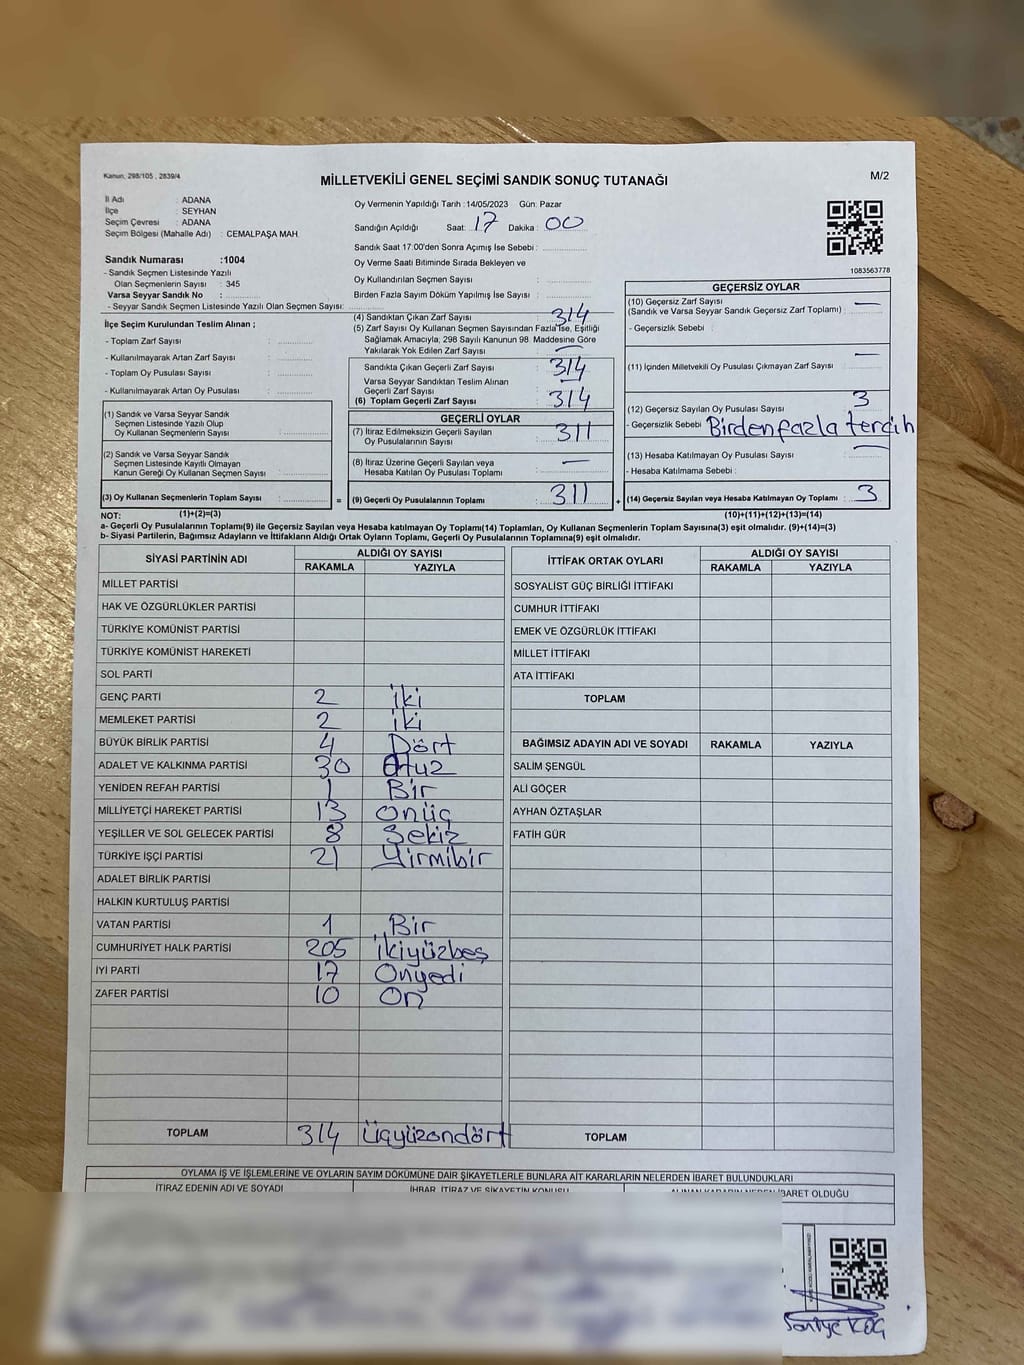 Kanun; 298/105 , 2839/4
MİLLETVEKİLİ GENEL SEÇİMİ SANDIK SONUÇ TUTANAĞI
M/2
İl Adı : ADANA
İlçe : SEYHAN
Seçim Çevresi : ADANA
Seçim Bölgesi (Mahalle Adı) : CEMALPAŞA MAH.
Sandık Numarası :1004
- Sandık Seçmen Listesinde Yazılı
Olan Seçmenlerin Sayısı : 345
Varsa Seyyar Sandık No :
- Seyyar Sandık Seçmen Listesinde Yazılı Olan Seçmen Sayısı:
İlçe Seçim Kurulundan Teslim Alınan ;
- Toplam Zarf Sayısı :
- Kullanılmayarak Artan Zarf Sayısı :
- Toplam Oy Pusulası Sayısı :
- Kullanılmayarak Artan Oy Pusulası :
(1) Sandık ve Varsa Seyyar Sandık
Seçmen Listesinde Yazılı Olup
Oy Kullanan Seçmenlerin Sayısı :
(2) Sandık ve Varsa Seyyar Sandık
Seçmen Listesinde Kayıtlı Olmayan
Kanun Gereği Oy Kullanan Seçmen Sayısı :
(3) Oy Kullanan Seçmenlerin Toplam Sayısı :
(1)+(2)=(3)
Oy Vermenin Yapıldığı Tarih :14/05/2023 Gün: Pazar
Sandığın Açıldığı Saat: 17 Dakika : 00
Sandık Saat 17:00'den Sonra Açımış İse Sebebi :
Oy Verme Saati Bitiminde Sırada Bekleyen ve
Oy Kullandırılan Seçmen Sayısı :
Birden Fazla Sayım Döküm Yapılmış İse Sayısı :
(4) Sandıktan Çıkan Zarf Sayısı : 314
(5) Zarf Sayısı Oy Kullanan Seçmen Sayısından Fazla İse, Eşitliği
Sağlamak Amacıyla, 298 Sayılı Kanunun 98. Maddesine Göre
Yakılarak Yok Edilen Zarf Sayısı : —
Sandıkta Çıkan Geçerli Zarf Sayısı : 314
Varsa Seyyar Sandıktan Teslim Alınan
Geçerli Zarf Sayısı : —
(6) Toplam Geçerli Zarf Sayısı : 314
GEÇERLİ OYLAR
(7) İtiraz Edilmeksizin Geçerli Sayılan
Oy Pusulalarının Sayısı : 311
(8) İtiraz Üzerine Geçerli Sayılan veya
Hesaba Katılan Oy Pusulası Toplamı : —
= (9) Geçerli Oy Pusulalarının Toplamı : 311
1083563778
GEÇERSİZ OYLAR
(10) Geçersiz Zarf Sayısı —
(Sandık ve Varsa Seyyar Sandık Geçersiz Zarf Toplamı) :
- Geçersizlik Sebebi :
(11) İçinden Milletvekili Oy Pusulası Çıkmayan Zarf Sayısı : —
(12) Geçersiz Sayılan Oy Pusulası Sayısı : 3
- Geçersizlik Sebebi : Birden fazla tercih
(13) Hesaba Katılmayan Oy Pusulası Sayısı : —
- Hesaba Katılmama Sebebi :
+ (14) Geçersiz Sayılan veya Hesaba Katılmayan Oy Toplamı : 3
(10)+(11)+(12)+(13)=(14)
NOT:
a- Geçerli Oy Pusulalarının Toplamı(9) ile Geçersiz Sayılan veya Hesaba katılmayan Oy Toplamı(14) Toplamları, Oy Kullanan Seçmenlerin Toplam Sayısına(3) eşit olmalıdır. (9)+(14)=(3)
b- Siyasi Partilerin, Bağımsız Adayların ve İttifakların Aldığı Ortak Oyların Toplamı, Geçerli Oy Pusulalarının Toplamına(9) eşit olmalıdır.
SİYASİ PARTİNİN ADI ALDIĞI OY SAYISI
RAKAMLA YAZIYLA
MİLLET PARTİSİ
HAK VE ÖZGÜRLÜKLER PARTİSİ
TÜRKİYE KOMÜNİST PARTİSİ
TÜRKİYE KOMÜNİST HAREKETİ
SOL PARTİ
GENÇ PARTİ 2 iki
MEMLEKET PARTİSİ 2 iki
BÜYÜK BİRLİK PARTİSİ 4 Dört
ADALET VE KALKINMA PARTİSİ 30 Otuz
YENİDEN REFAH PARTİSİ 1 Bir
MİLLİYETÇİ HAREKET PARTİSİ 13 onüç
YEŞİLLER VE SOL GELECEK PARTİSİ 8 Sekiz
TÜRKİYE İŞÇİ PARTİSİ 21 Yirmibir
ADALET BİRLİK PARTİSİ
HALKIN KURTULUŞ PARTİSİ
VATAN PARTİSİ 1 Bir
CUMHURİYET HALK PARTİSİ 205 ikiyüzbeş
İYİ PARTİ 17 Onyedi
ZAFER PARTİSİ 10 On
TOPLAM 314 Üçyüzondört
İTTİFAK ORTAK OYLARI ALDIĞI OY SAYISI
RAKAMLA YAZIYLA
SOSYALİST GÜÇ BİRLİĞİ İTTİFAKI
CUMHUR İTTİFAKI
EMEK VE ÖZGÜRLÜK İTTİFAKI
MİLLET İTTİFAKI
ATA İTTİFAKI
TOPLAM
BAĞIMSIZ ADAYIN ADI VE SOYADI RAKAMLA YAZIYLA
SALİM ŞENGÜL
ALİ GÖÇER
AYHAN ÖZTAŞLAR
FATİH GÜR
TOPLAM
OYLAMA İŞ VE İŞLEMLERİNE VE OYLARIN SAYIM DÖKÜMÜNE DAİR ŞİKAYETLERLE BUNLARA AİT KARARLARIN NELERDEN İBARET BULUNDUKLARI
İTİRAZ EDENİN ADI VE SOYADI İHBAR, İTİRAZ VE ŞİKAYETİN KONUSU ALINAN KARARIN NEDEN İBARET OLDUĞU